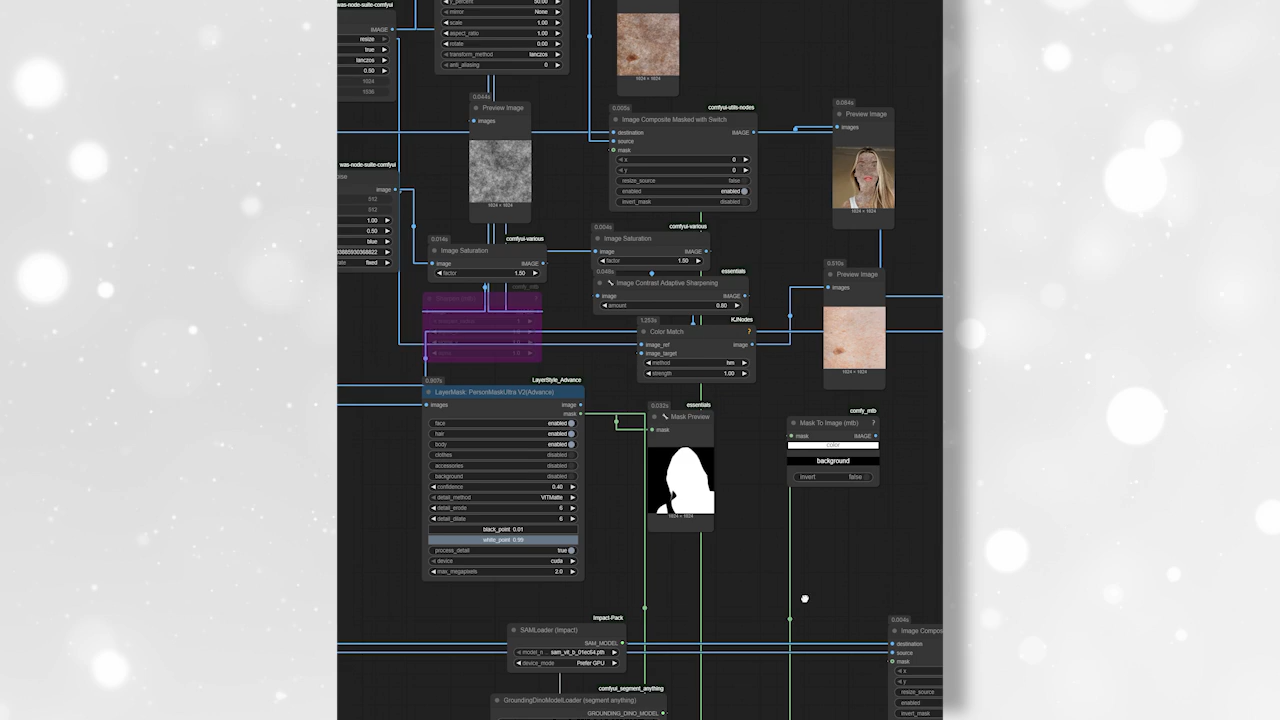 was-node-suite-comfyui
IMAGE
resize
true
lanczos
0.50
1024
1536
y_percent 50.00
mirror None
scale 1.00
aspect_ratio 1.00
rotate 0.00
transform_method lanczos
anti_aliasing 0
1024 × 1024
0.044s
Preview Image
images
1024 × 1024
0.005s
comfyui-utils-nodes
Image Composite Masked with Switch
destination IMAGE
source
mask
x 0
y 0
resize_source false
enabled enabled
invert_mask disabled
0.064s
Preview Image
images
1024 × 1024
was-node-suite-comfyui
image
512
512
1.00
0.50
blue
fixed
0.014s
comfyui-various
Image Saturation
image IMAGE
factor 1.50
0.004s
comfyui-various
Image Saturation
image IMAGE
factor 1.50
0.048s
essentials
Image Contrast Adaptive Sharpening
image IMAGE
amount 0.80
comfy_mtb
1.253s
KJNodes
Color Match ?
image_ref image
image_target
method hm
strength 1.00
0.810s
Preview Image
images
1024 × 1024
0.907s
LayerStyle_Advance
LayerMask: PersonMaskUltra V2(Advance)
images image
mask
face enabled
hair enabled
body enabled
clothes disabled
accessories disabled
background disabled
confidence 0.40
detail_method VITMatte
detail_erode 6
detail_dilate 6
black_point 0.01
white_point 0.99
process_detail true
device cuda
max_megapixels 2.0
0.032s
essentials
Mask Preview
mask
1024 × 1024
comfy_mtb
Mask To Image (mtb) ?
mask IMAGE
color
background
invert false
Impact-Pack
SAMLoader (Impact)
SAM_MODEL
device_mode Prefer GPU
comfyui_segment_anything
GroundingDinoModelLoader (segment anything)
GROUNDING_DINO_MODEL
0.004s
Image Compos
destination
source
mask
x
y
resize_source
enabled
invert_mask